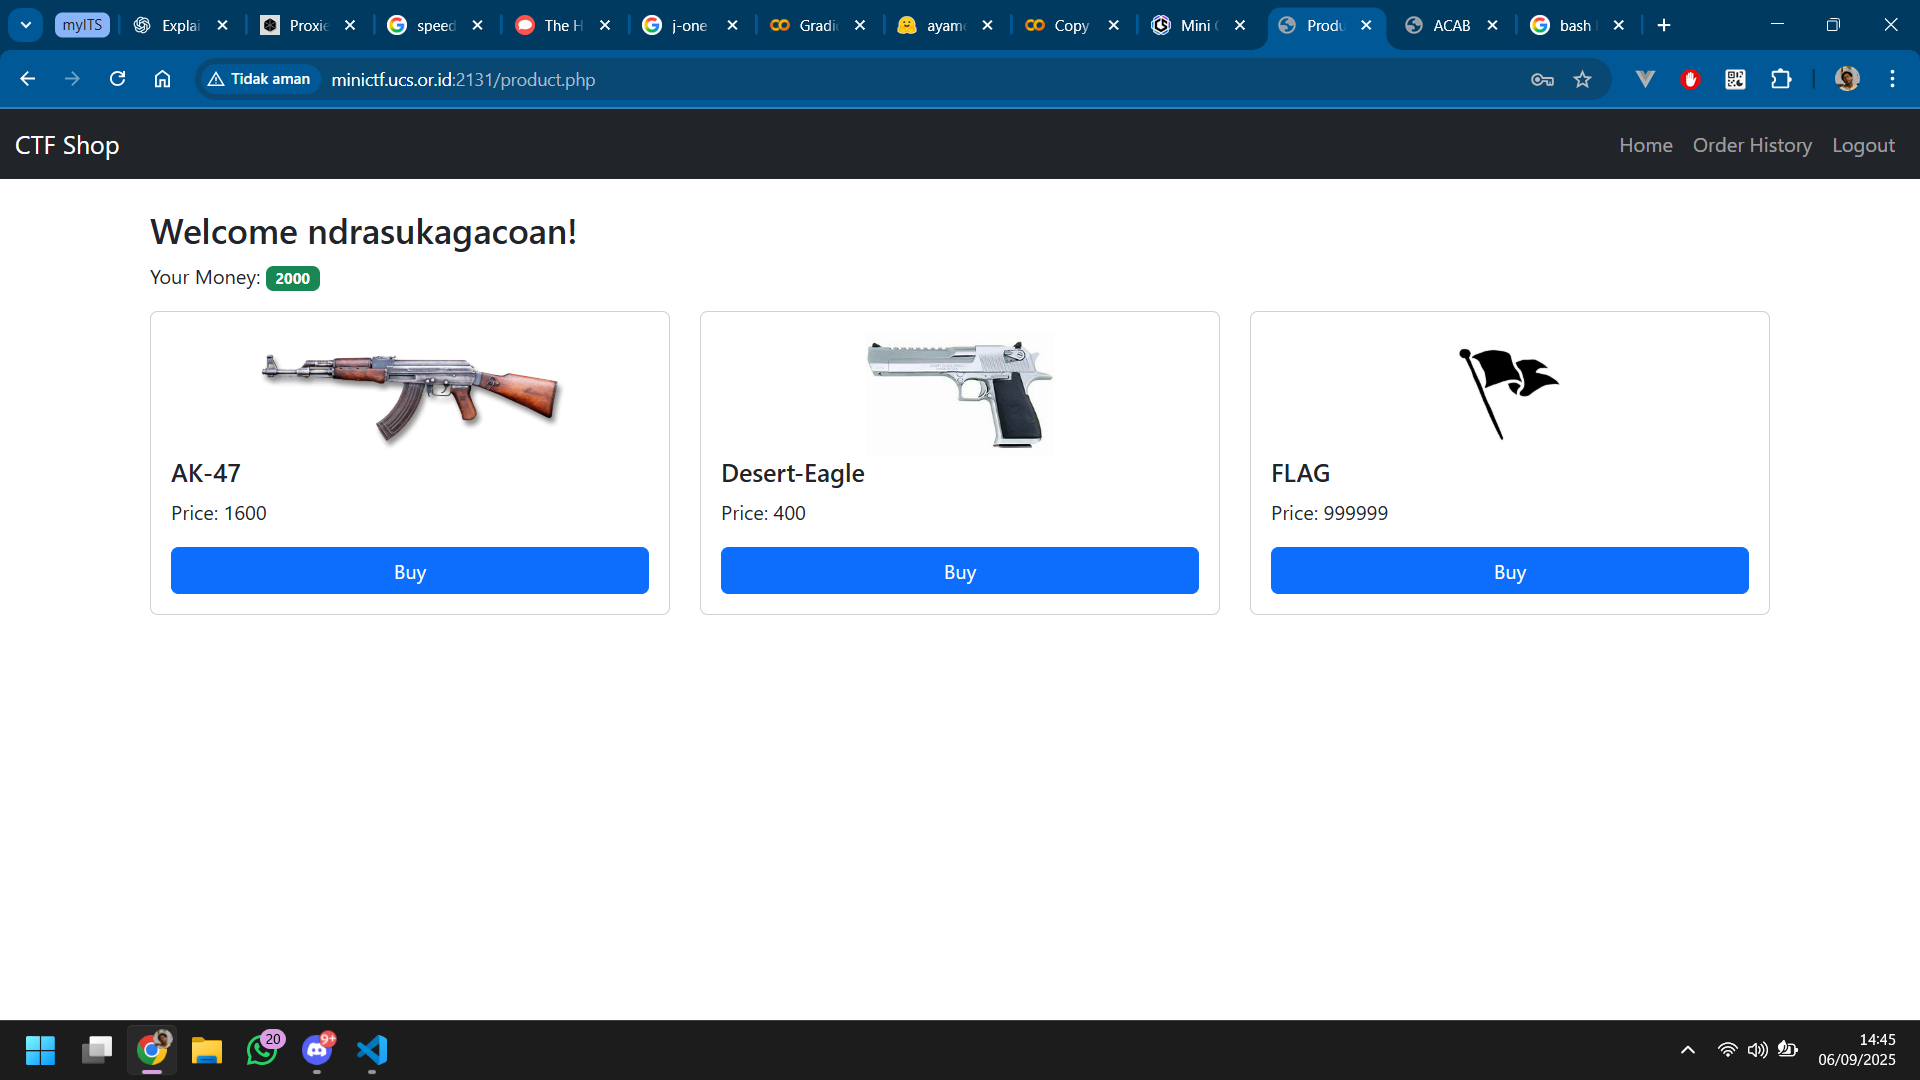 myITS
Explai
Proxie
speed
The H
j-one
Gradi
ayam
Copy
Mini
Produ
ACAB
bash
Tidak aman
minictf.ucs.or.id:2131/product.php
CTF Shop
Home
Order History
Logout
Welcome ndrasukagacoan!
Your Money: 2000
AK-47
Price: 1600
Buy
Desert-Eagle
Price: 400
Buy
FLAG
Price: 999999
Buy
20
9+
14:45
06/09/2025